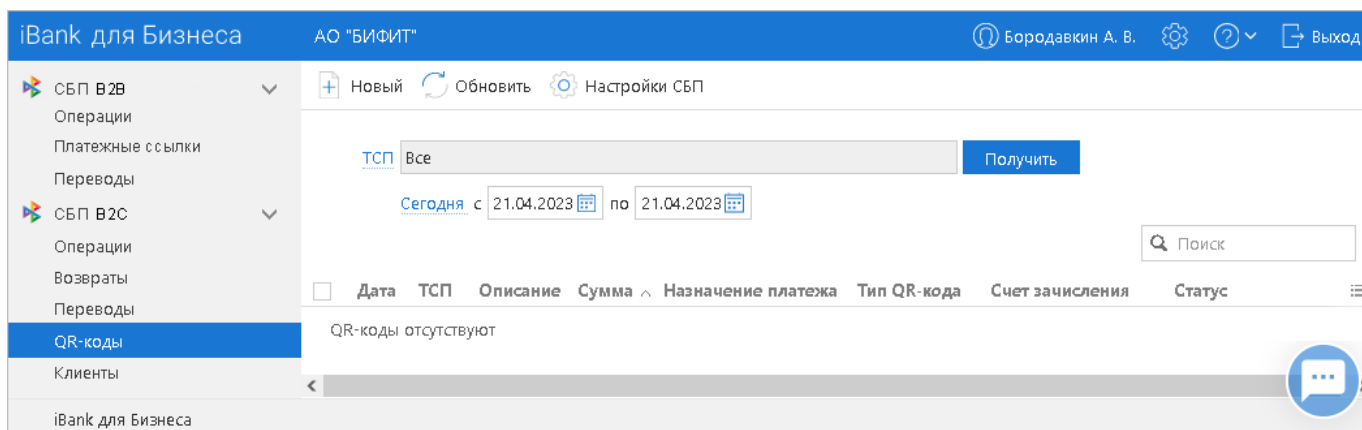 iBank для Бизнеса АО "БИФИТ" Бородавкин А. В. Выход
СБП B2B
Операции
Платежные ссылки
Переводы
СБП B2C
Операции
Возвраты
Переводы
QR-коды
Клиенты
iBank для Бизнеса
Новый Обновить Настройки СБП
ТСП Все Получить
Сегодня с 21.04.2023 по 21.04.2023
Поиск
Дата ТСП Описание Сумма Назначение платежа Тип QR-кода Счет зачисления Статус
QR-коды отсутствуют